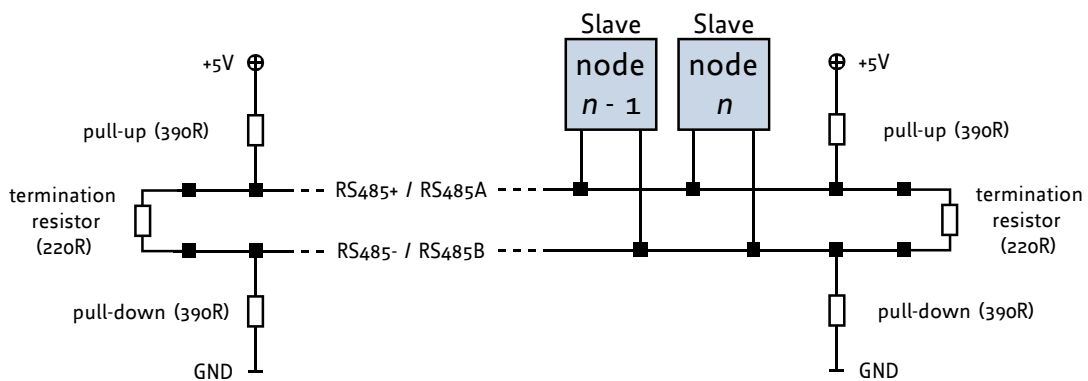 Slave Slave
+5V node node +5V
n - 1 n
pull-up (390R) pull-up (390R)
RS485+ / RS485A
termination termination
resistor resistor
(220R) (220R)
RS485- / RS485B
pull-down (390R) pull-down (390R)
GND GND